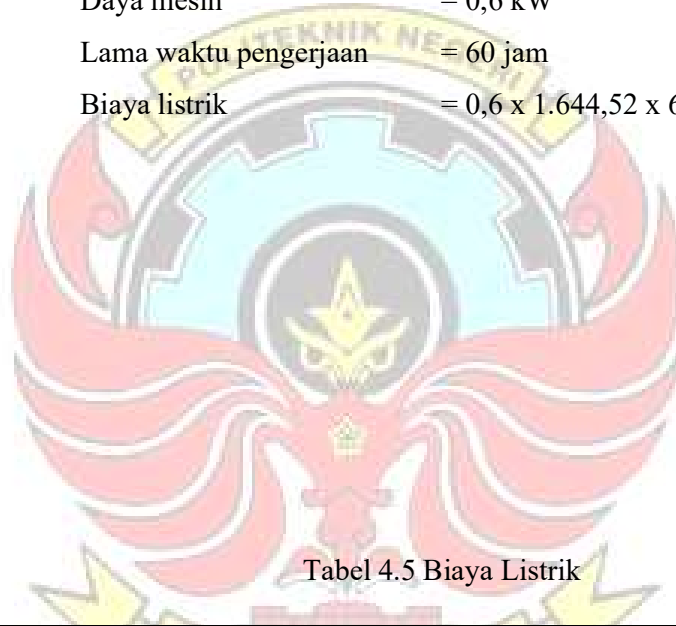 Daya mesin = 0,6 kW
POLITEKNIK NEGERI
Lama waktu pengerjaan = 60 jam
Biaya listrik = 0,6 x 1.644,52 x
Tabel 4.5 Biaya Listrik